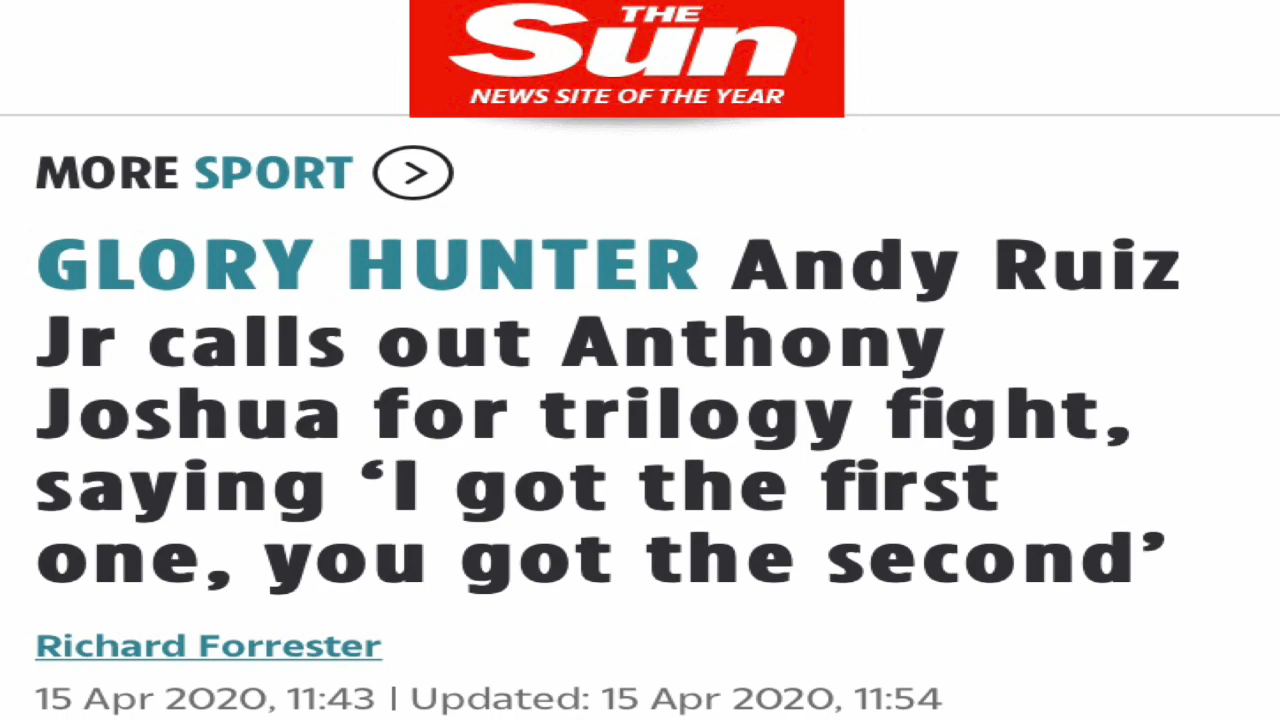 THE
Sun
NEWS SITE OF THE YEAR
MORE SPORT >
GLORY HUNTER Andy Ruiz
Jr calls out Anthony
Joshua for trilogy fight,
saying ‘I got the first
one, you got the second’
Richard Forrester
15 Apr 2020, 11:43 | Updated: 15 Apr 2020, 11:54